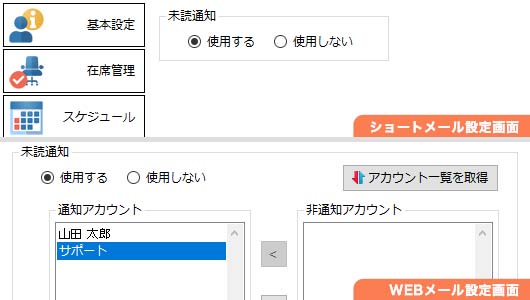 基本設定
在席管理
スケジュール
未読通知
使用する 使用しない
ショートメール設定画面
未読通知
使用する 使用しない
アカウント一覧を取得
通知アカウント
山田 太郎
サポート
<
非通知アカウント
WEBメール設定画面